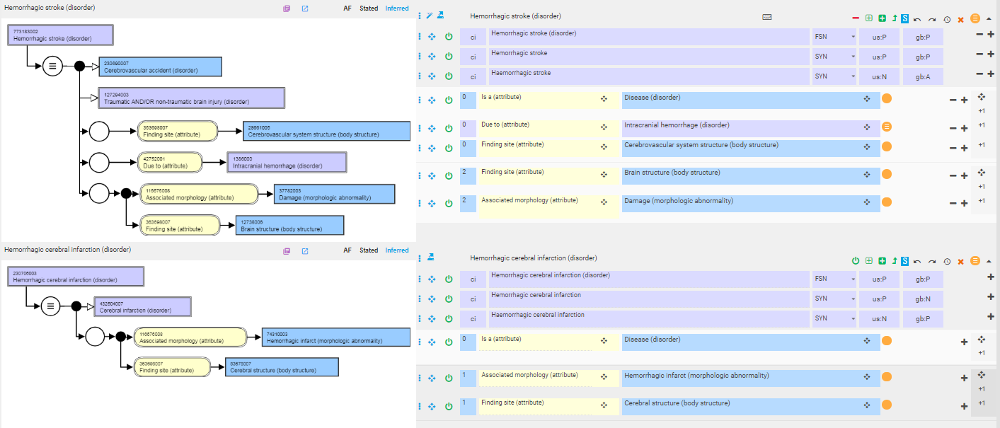 Hemorrhagic stroke (disorder)
AF Stated Inferred
773183002
Hemorrhagic stroke (disorder)
230690007
Cerebrovascular accident (disorder)
127294003
Traumatic AND/OR non-traumatic brain injury (disorder)
363698007
Finding site (attribute)
28661005
Cerebrovascular system structure (body structure)
42752001
Due to (attribute)
1386000
Intracranial hemorrhage (disorder)
116676008
Associated morphology (attribute)
37782003
Damage (morphologic abnormality)
363698007
Finding site (attribute)
12738006
Brain structure (body structure)
Hemorrhagic stroke (disorder)
S
ci Hemorrhagic stroke (disorder) FSN us:P gb:P
ci Hemorrhagic stroke SYN us:P gb:P
ci Haemorrhagic stroke SYN us:N gb:A
0 Is a (attribute) Disease (disorder)
+1
0 Due to (attribute) Intracranial hemorrhage (disorder) +1
0 Finding site (attribute) Cerebrovascular system structure (body structure) +1
2 Finding site (attribute) Brain structure (body structure)
+1
2 Associated morphology (attribute) Damage (morphologic abnormality) +1
Hemorrhagic cerebral infarction (disorder)
AF Stated Inferred
230706003
Hemorrhagic cerebral infarction (disorder)
432504007
Cerebral infarction (disorder)
116676008
Associated morphology (attribute)
74310003
Hemorrhagic infarct (morphologic abnormality)
363698007
Finding site (attribute)
83678007
Cerebral structure (body structure)
Hemorrhagic cerebral infarction (disorder)
S
ci Hemorrhagic cerebral infarction (disorder) FSN us:P gb:P
ci Hemorrhagic cerebral infarction SYN us:P gb:N
ci Haemorrhagic cerebral infarction SYN us:N gb:P
0 Is a (attribute) Disease (disorder)
+1
1 Associated morphology (attribute) Hemorrhagic infarct (morphologic abnormality)
+1
1 Finding site (attribute) Cerebral structure (body structure) +1